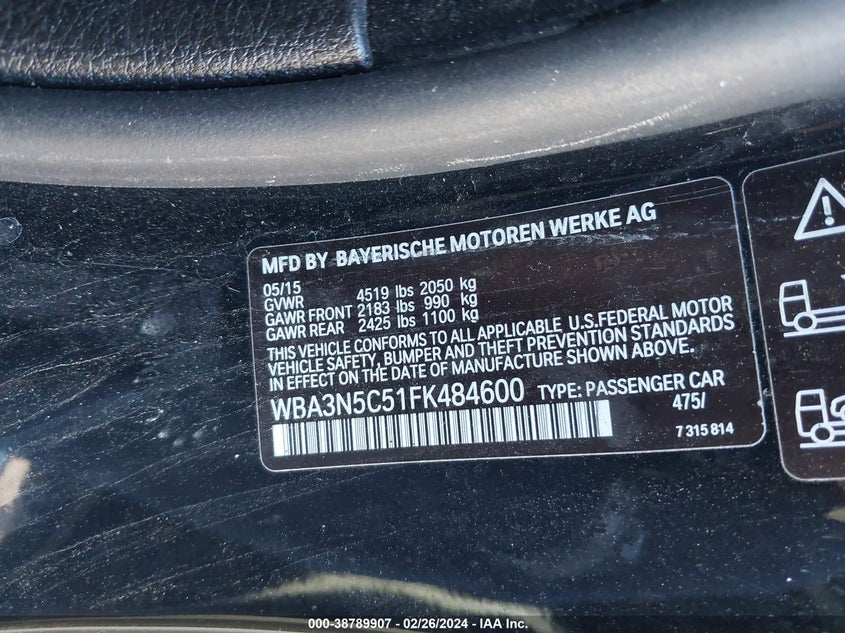 MFD BY BAYERISCHE MOTOREN WERKE AG
05/15
GVWR 4519 lbs 2050 kg
GAWR FRONT 2183 lbs 990 kg
GAWR REAR 2425 lbs 1100 kg
THIS VEHICLE CONFORMS TO ALL APPLICABLE U.S.FEDERAL MOTOR
VEHICLE SAFETY, BUMPER AND THEFT PREVENTION STANDARDS
IN EFFECT ON THE DATE OF MANUFACTURE SHOWN ABOVE.
WBA3N5C51FK484600 TYPE: PASSENGER CAR
475/
7 315 814
000-38789907 - 02/26/2024 - IAA Inc.